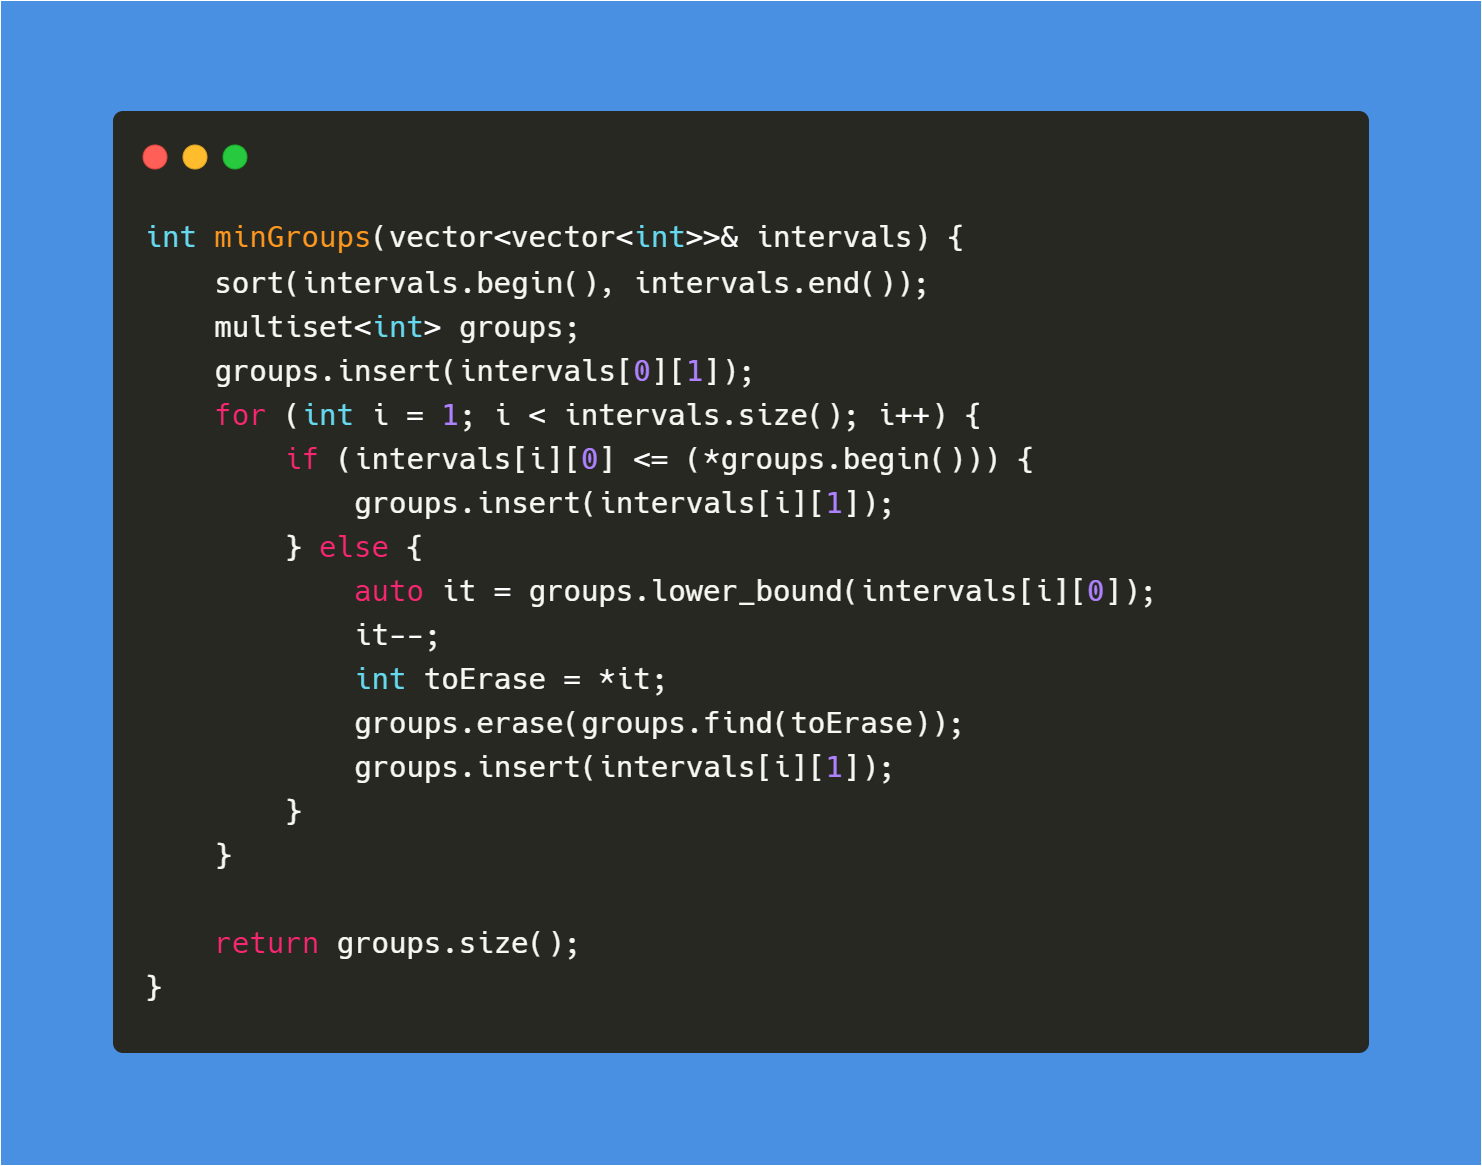 int minGroups(vector<vector<int>>& intervals) {
    sort(intervals.begin(), intervals.end());
    multiset<int> groups;
    groups.insert(intervals[0][1]);
    for (int i = 1; i < intervals.size(); i++) {
        if (intervals[i][0] <= (*groups.begin())) {
            groups.insert(intervals[i][1]);
        } else {
            auto it = groups.lower_bound(intervals[i][0]);
            it--;
            int toErase = *it;
            groups.erase(groups.find(toErase));
            groups.insert(intervals[i][1]);
        }
    }

    return groups.size();
}